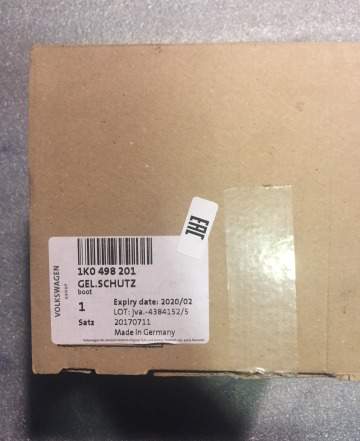 EAC
VOLKSWAGEN
GROUP
1K0 498 201
GEL.SCHUTZ
boot
1
Satz
Expiry date: 2020/02
LOT: Jva.-4384152/5
20170711
Made in Germany